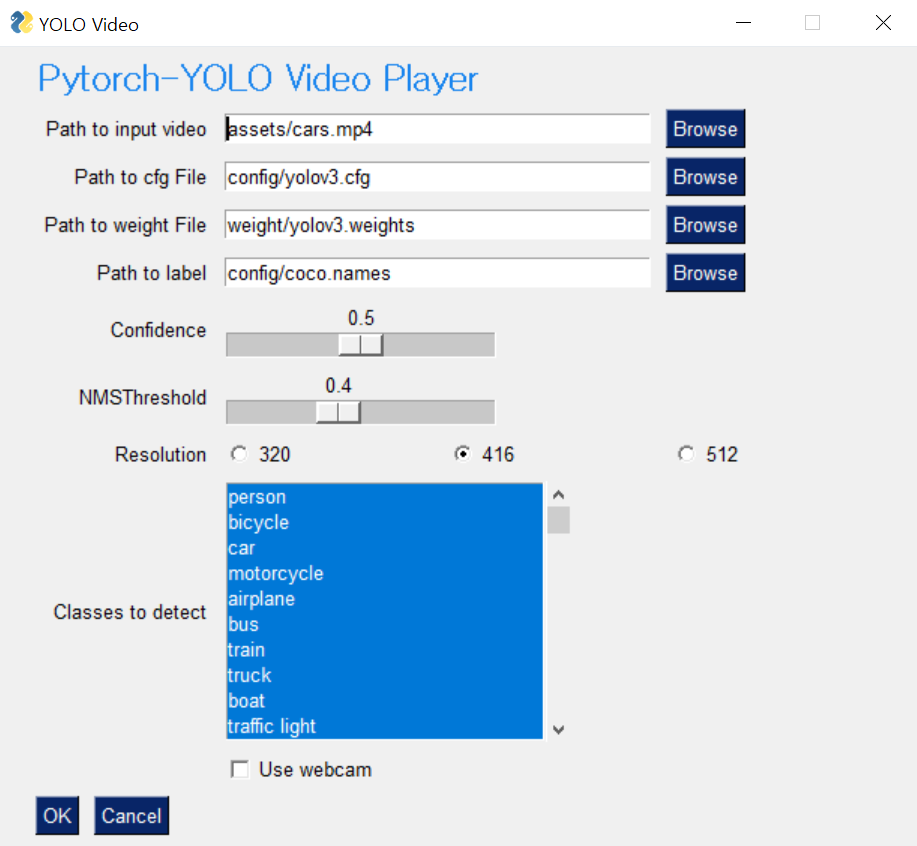 YOLO Video
Pytorch-YOLO Video Player
Path to input video assets/cars.mp4 Browse
Path to cfg File config/yolov3.cfg Browse
Path to weight File weight/yolov3.weights Browse
Path to label config/coco.names Browse
0.5
Confidence
0.4
NMSThreshold
Resolution 320 416 512
person
bicycle
car
motorcycle
airplane
Classes to detect
bus
train
truck
boat
traffic light
Use webcam
OK Cancel